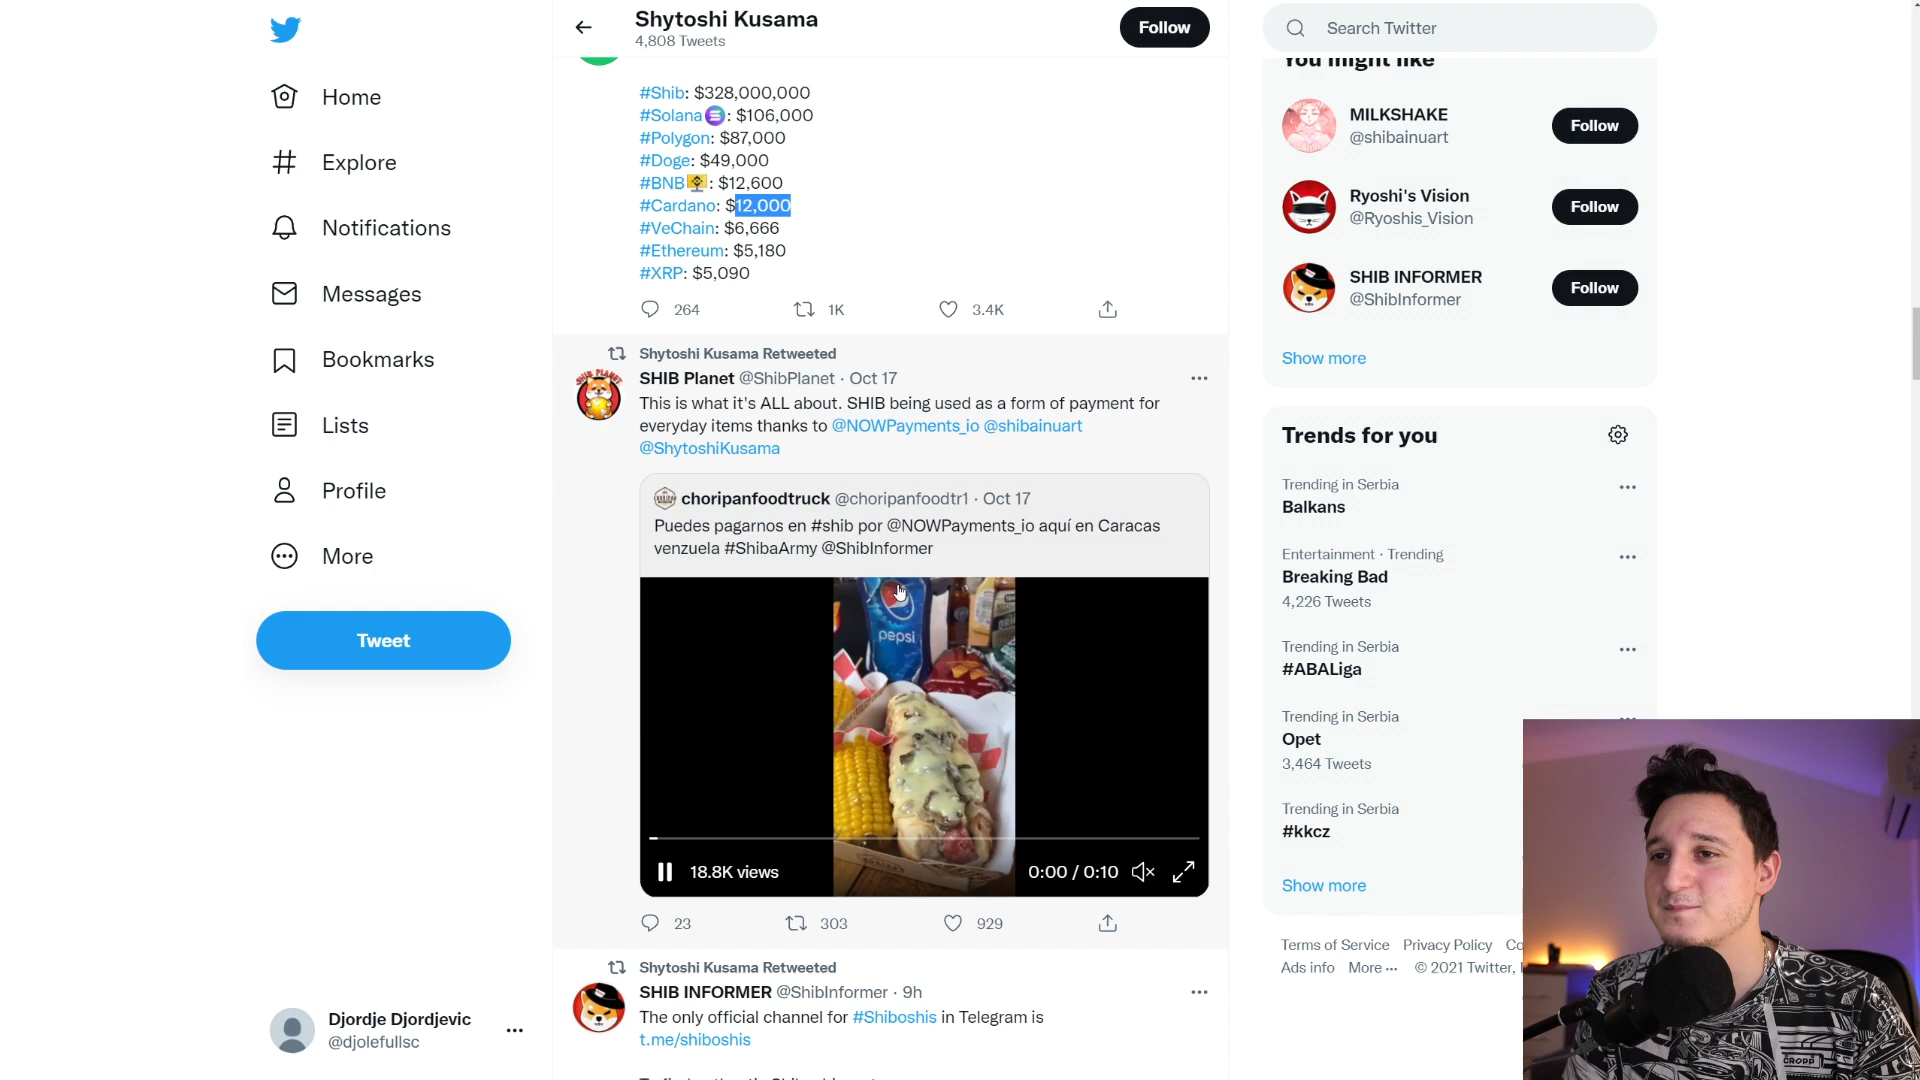 Home
Explore
Notifications
Messages
Bookmarks
Lists
Profile
More
Tweet
Djordje Djordjevic
@djolefullsc
Shytoshi Kusama
4,808 Tweets
Follow
#Shib: $328,000,000
#Solana: $106,000
#Polygon: $87,000
#Doge: $49,000
#BNB: $12,600
#Cardano: $12,000
#VeChain: $6,666
#Ethereum: $5,180
#XRP: $5,090
264 1K 3.4K
Shytoshi Kusama Retweeted
SHIB Planet @ShibPlanet · Oct 17
This is what it's ALL about. SHIB being used as a form of payment for
everyday items thanks to @NOWPayments_io @shibainuart
@ShytoshiKusama
choripanfoodtruck @choripanfoodtr1 · Oct 17
Puedes pagarnos en #shib por @NOWPayments_io aquí en Caracas
venzuela #ShibaArmy @ShibInformer
pepsi
18.8K views 0:00 / 0:10
23 303 929
Shytoshi Kusama Retweeted
SHIB INFORMER @ShibInformer · 9h
The only official channel for #Shiboshis in Telegram is
t.me/shiboshis
Search Twitter
You might like
MILKSHAKE
@shibainuart
Follow
Ryoshi's Vision
@Ryoshis_Vision
Follow
SHIB INFORMER
@ShibInformer
Follow
Show more
Trends for you
Trending in Serbia
Balkans
Entertainment · Trending
Breaking Bad
4,226 Tweets
Trending in Serbia
#ABALiga
Trending in Serbia
Opet
3,464 Tweets
Trending in Serbia
#kkcz
Show more
Terms of Service Privacy Policy Co
Ads info More ··· © 2021 Twitter,
CROPP